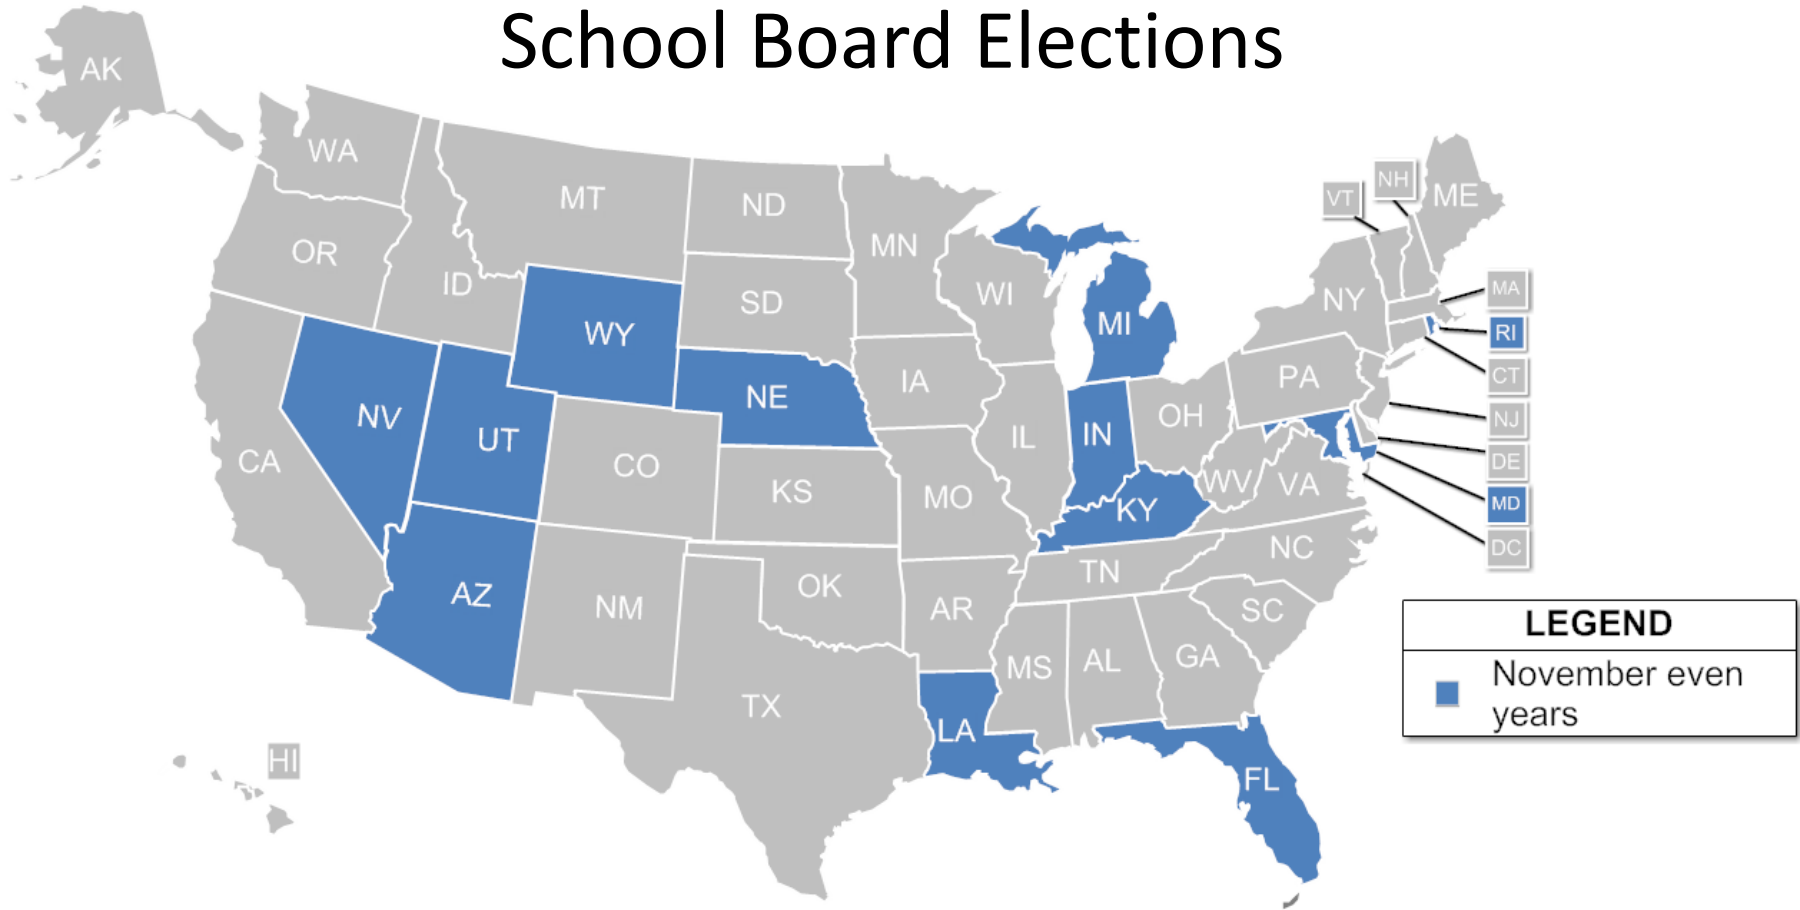 School Board Elections
AK
WA
MT
ND
MN
OR
ID
SD
WI
MI
NY
VT
NH
ME
MA
RI
CT
NJ
DE
MD
DC
WY
NE
IA
PA
NV
UT
CO
KS
MO
IL
IN
OH
WV
VA
KY
CA
AZ
NM
OK
AR
TN
NC
SC
MS
AL
GA
TX
LA
FL
HI
LEGEND
November even
years